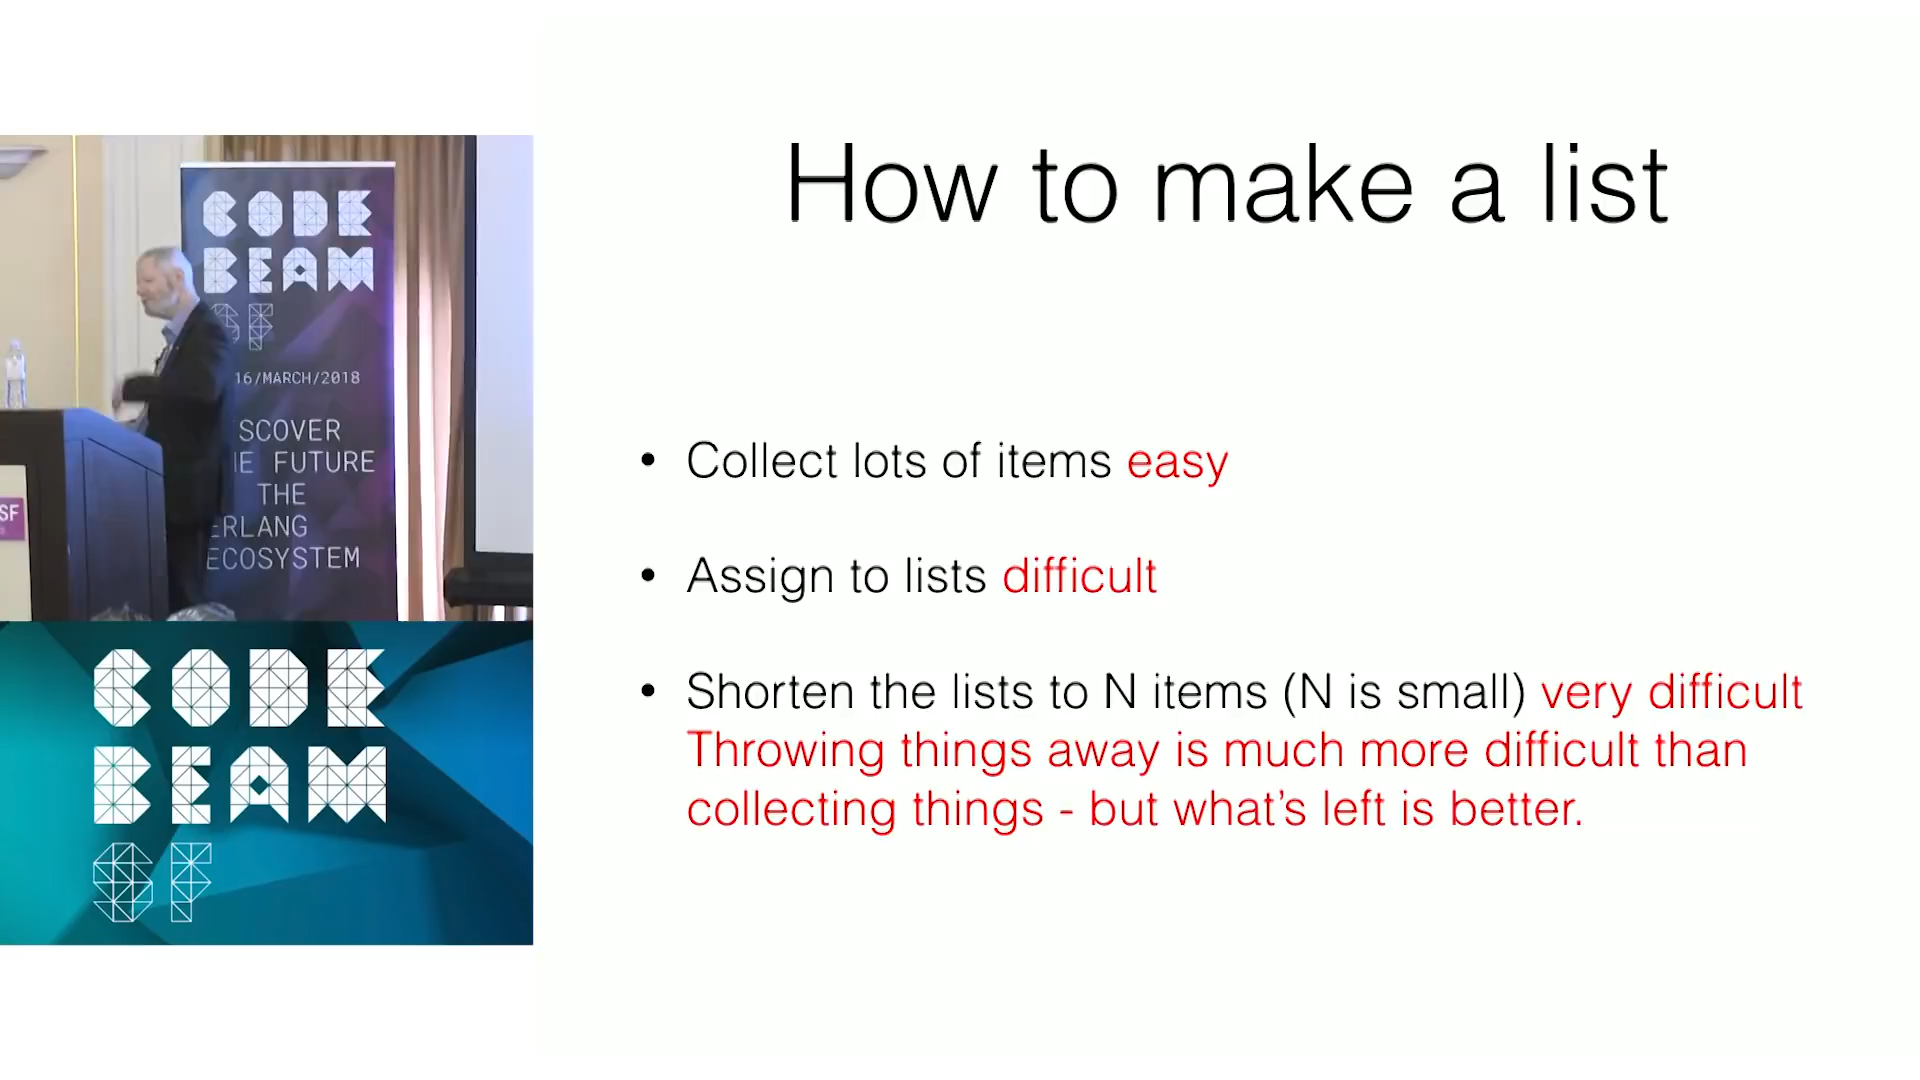 How to make a list
• Collect lots of items easy
• Assign to lists difficult
• Shorten the lists to N items (N is small) very difficult
Throwing things away is much more difficult than
collecting things - but what's left is better.
CODE
BEAM
SF
16/MARCH/2018
SCOVER
E FUTURE
THE
ERLANG
ECOSYSTEM
SF
CODE
BEAM
SF